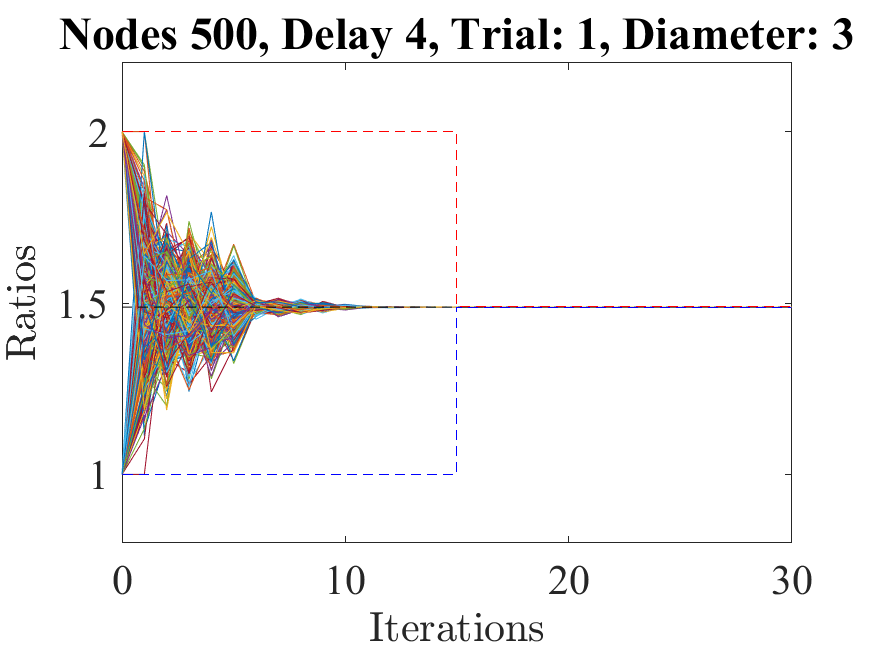 Nodes 500, Delay 4, Trial: 1, Diameter: 3
2
1.5
1
Ratios
0 10 20 30
Iterations